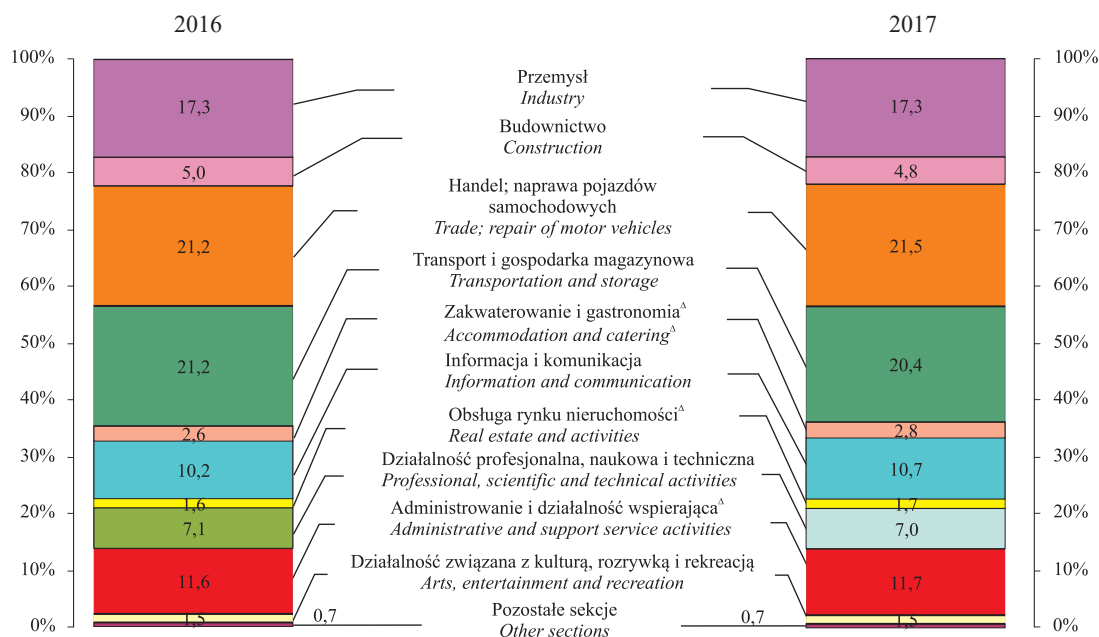 2016
2017
100%
90%
80%
70%
60%
50%
40%
30%
20%
10%
0%
17,3
5,0
21,2
21,2
2,6
10,2
1,6
7,1
11,6
1,5
0,7
Przemysł
Industry
Budownictwo
Construction
Handel; naprawa pojazdów
samochodowych
Trade; repair of motor vehicles
Transport i gospodarka magazynowa
Transportation and storage
Zakwaterowanie i gastronomia^Δ
Accommodation and catering^Δ
Informacja i komunikacja
Information and communication
Obsługa rynku nieruchomości^Δ
Real estate and activities
Działalność profesjonalna, naukowa i techniczna
Professional, scientific and technical activities
Administrowanie i działalność wspierająca^Δ
Administrative and support service activities
Działalność związana z kulturą, rozrywką i rekreacją
Arts, entertainment and recreation
Pozostałe sekcje
Other sections
0,7
17,3
4,8
21,5
20,4
2,8
10,7
1,7
7,0
11,7
1,5
100%
90%
80%
70%
60%
50%
40%
30%
20%
10%
0%